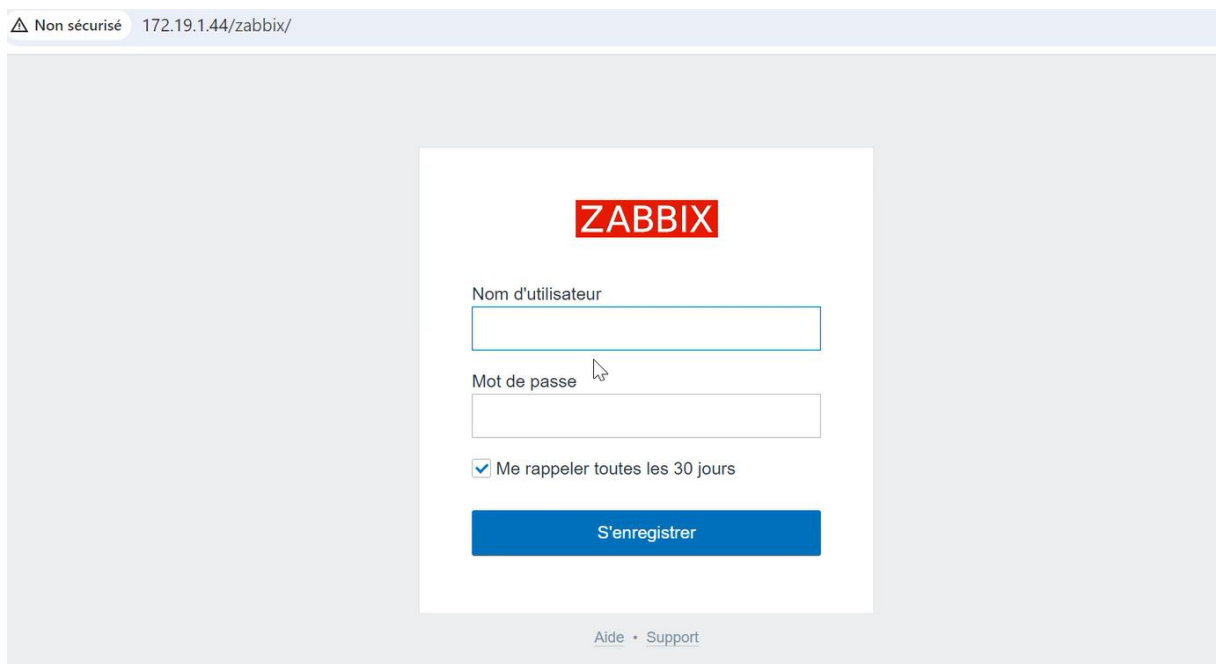 Non sécurisé 172.19.1.44/zabbix/
ZABBIX
Nom d'utilisateur
Mot de passe
Me rappeler toutes les 30 jours
S'enregistrer
Aide • Support